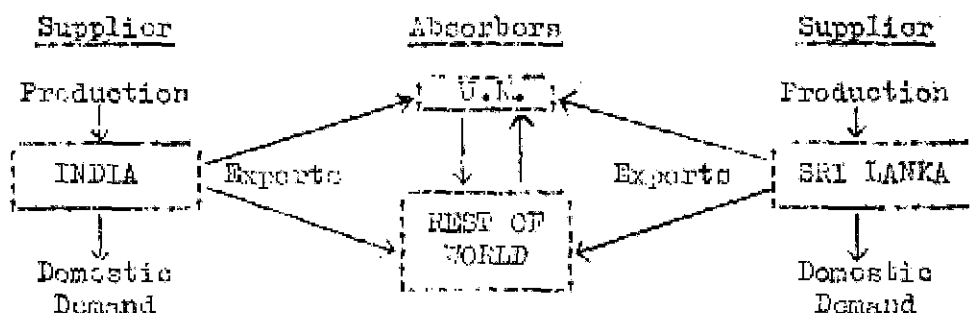 Supplier Absorbers Supplier
Production U.K. Production
INDIA Exports Exports SRI LANKA
REST OF
WORLD
Domestic Domestic
Demand Demand